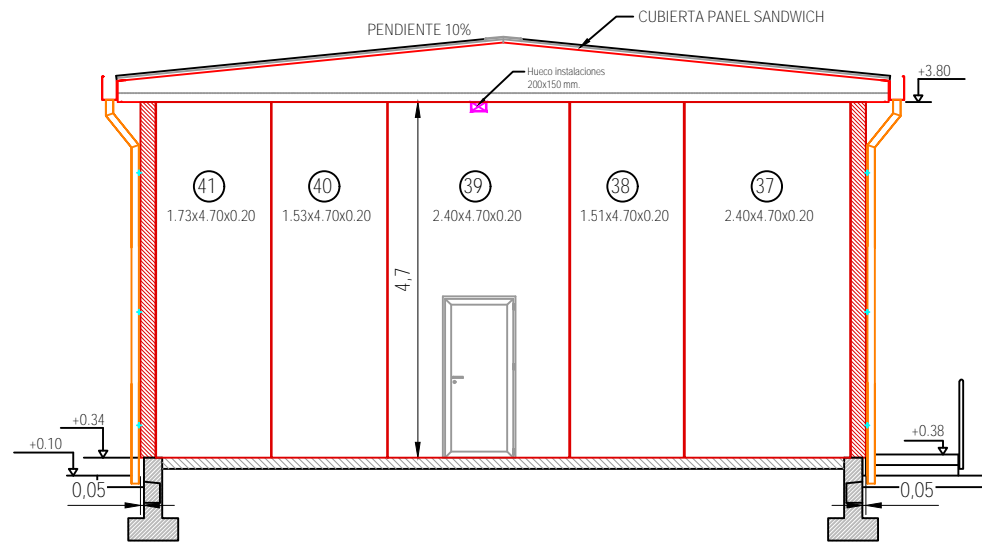 CUBIERTA PANEL SANDWICH
PENDIENTE 10%
Hueco instalaciones
200x150 mm.
+3.80
41
40
39
38
37
1.73x4.70x0.20
1.53x4.70x0.20
2.40x4.70x0.20
1.51x4.70x0.20
2.40x4.70x0.20
4,7
+0.34
+0.10
+0.38
0,05
0,05